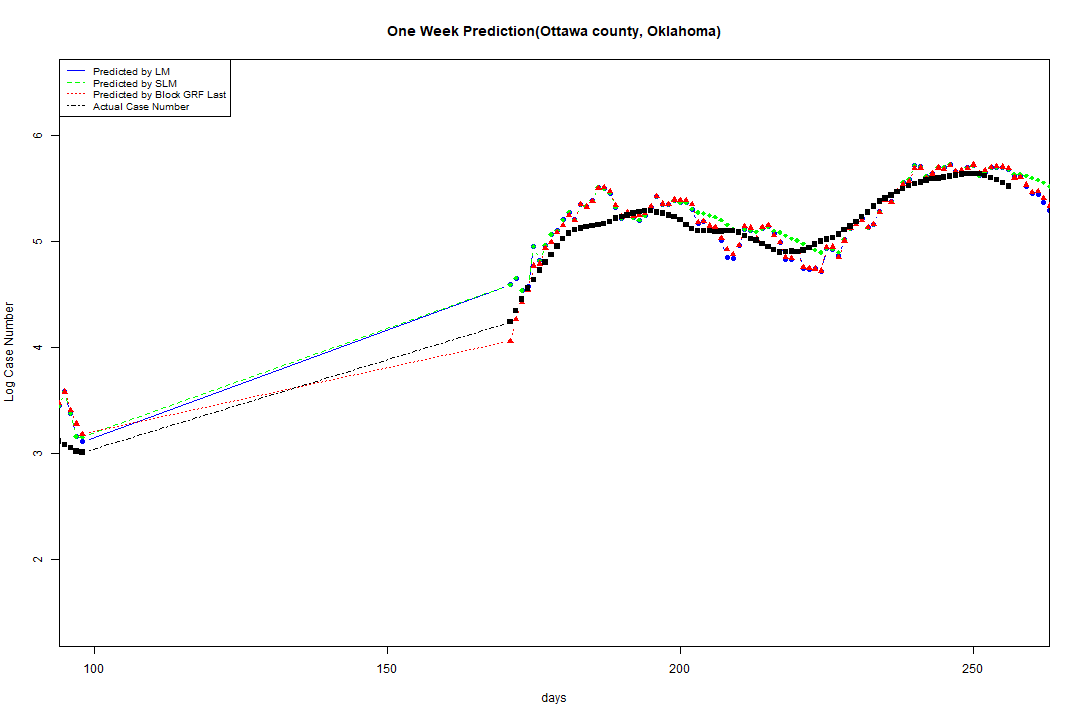 One Week Prediction(Ottawa county, Oklahoma)
Predicted by LM
Predicted by SLM
Predicted by Block GRF Last
Actual Case Number
6
5
4
3
2
Log Case Number
100 150 200 250
days